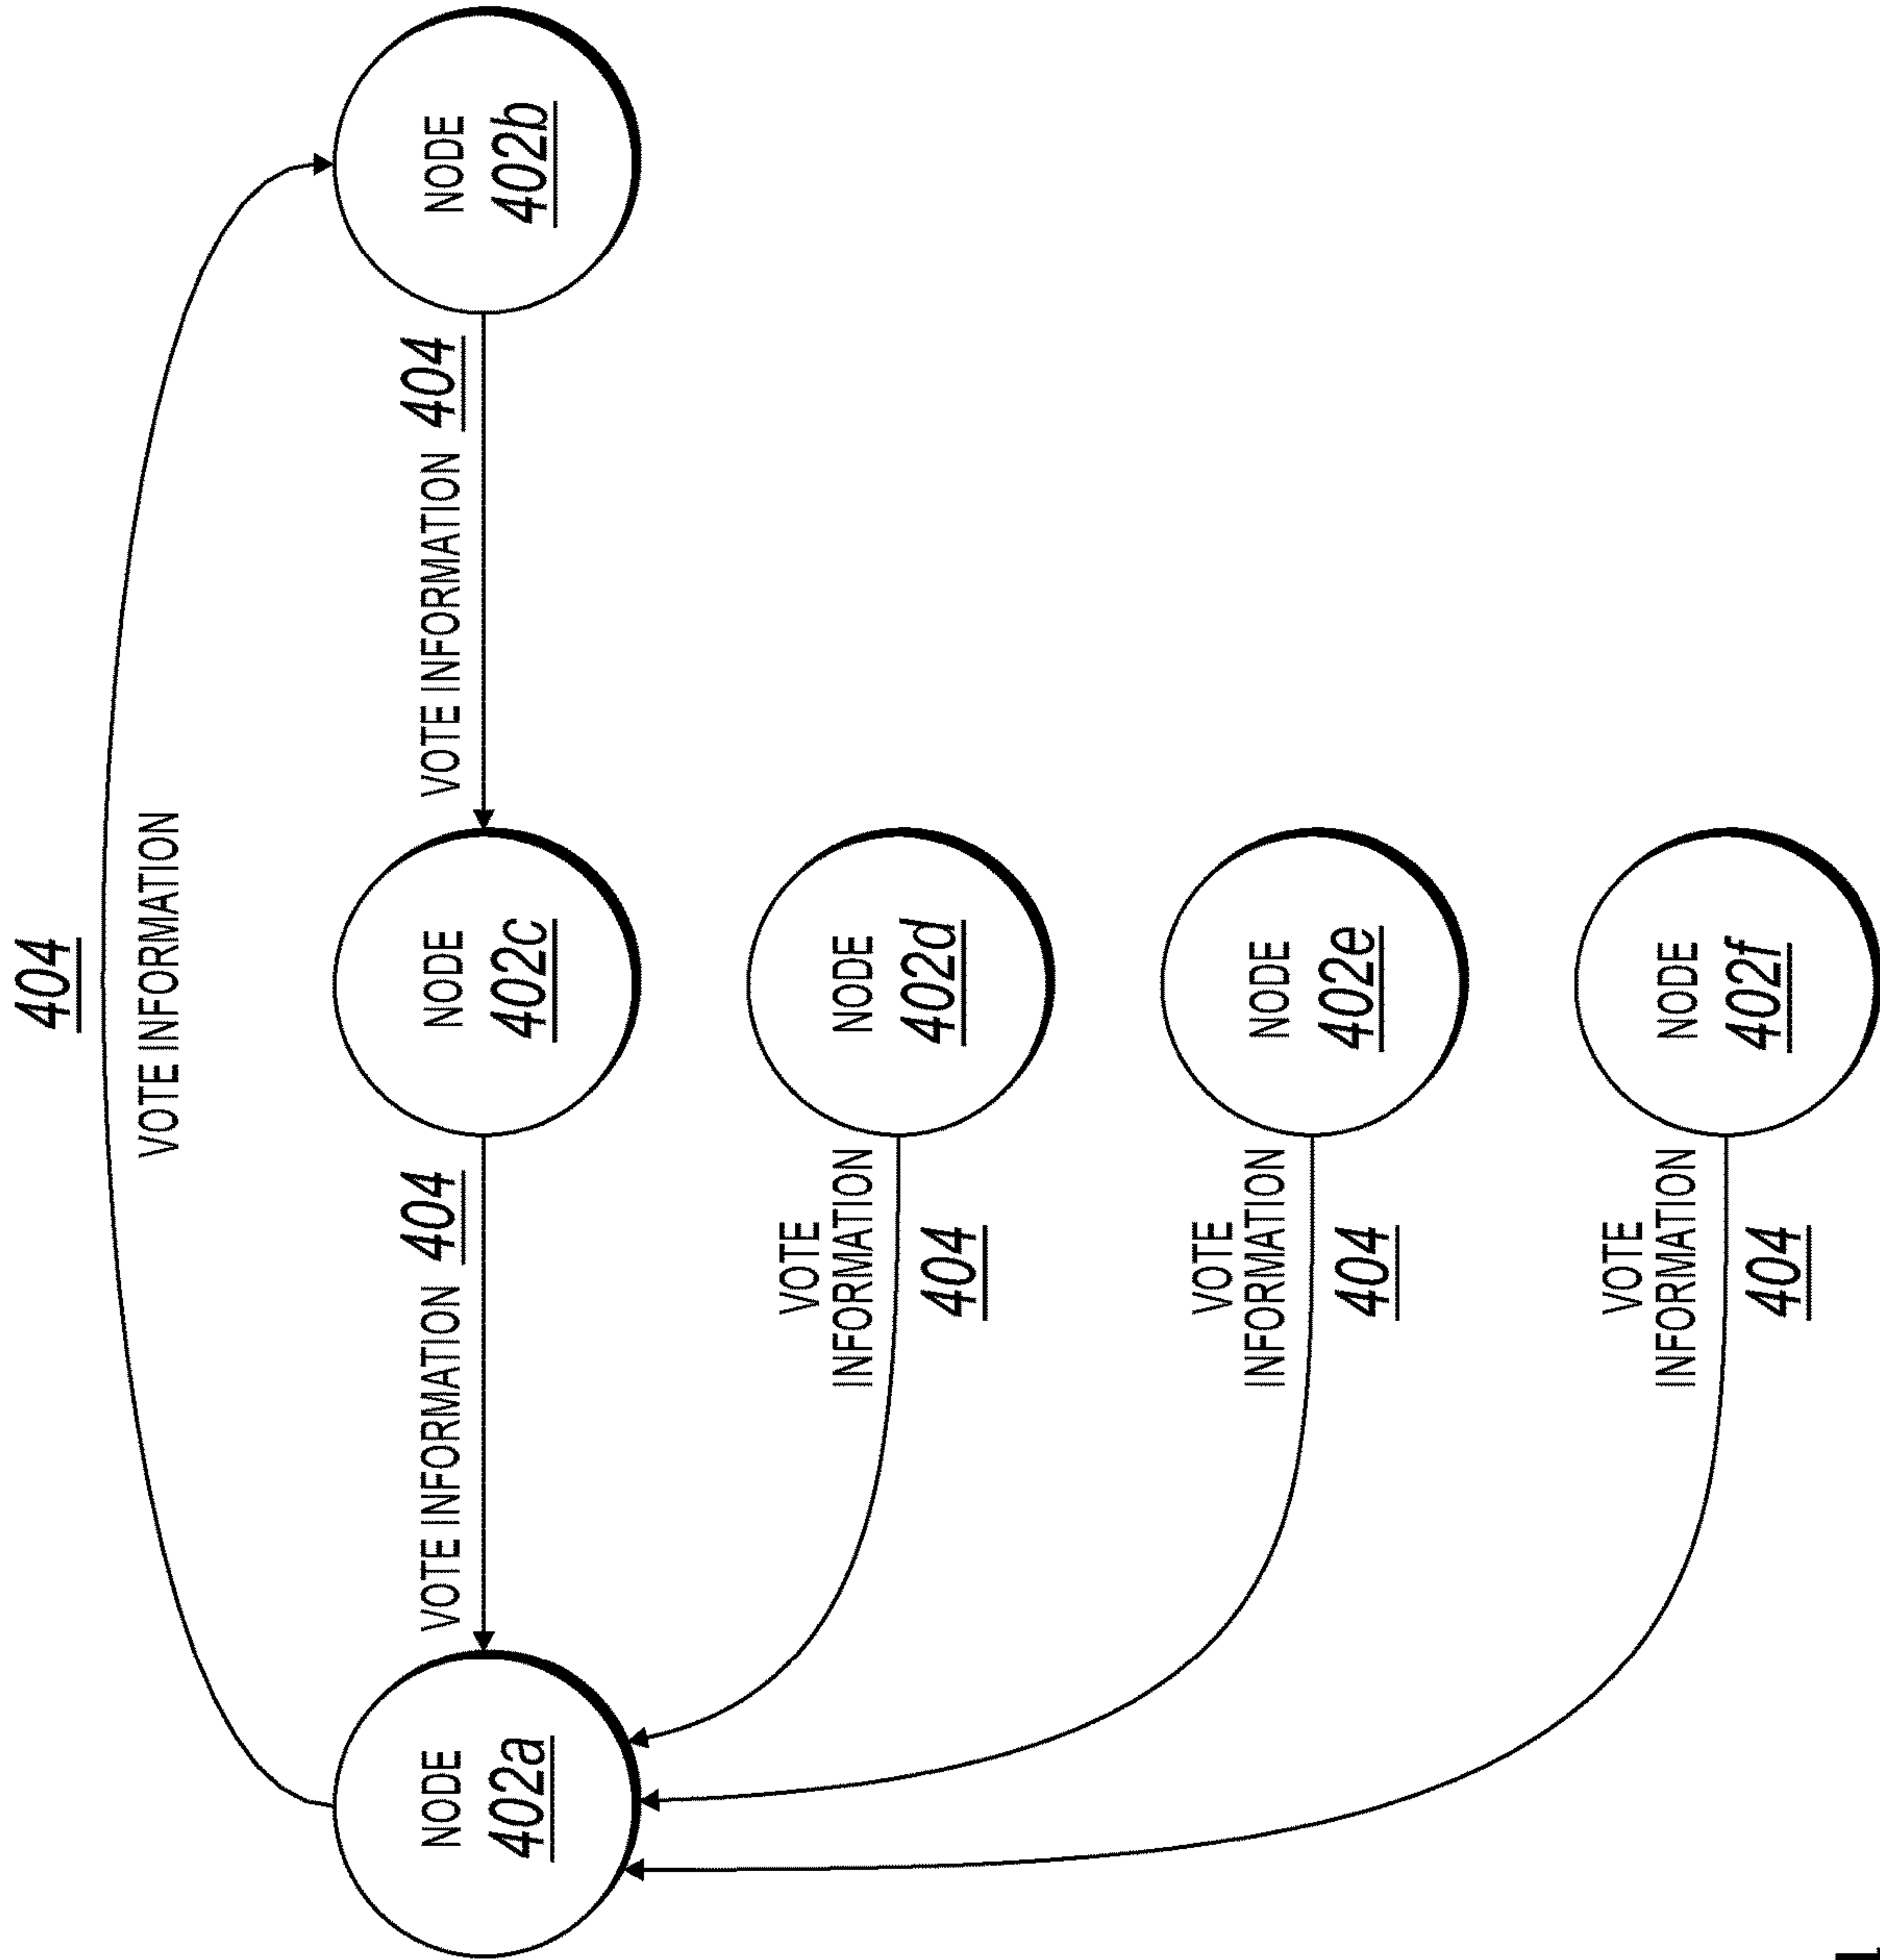 404
VOTE INFORMATION
NODE
402a
VOTE INFORMATION 404
NODE
402c
VOTE INFORMATION 404
NODE
402b
VOTE
INFORMATION
404
NODE
402d
VOTE
INFORMATION
404
NODE
402e
VOTE
INFORMATION
404
NODE
402f